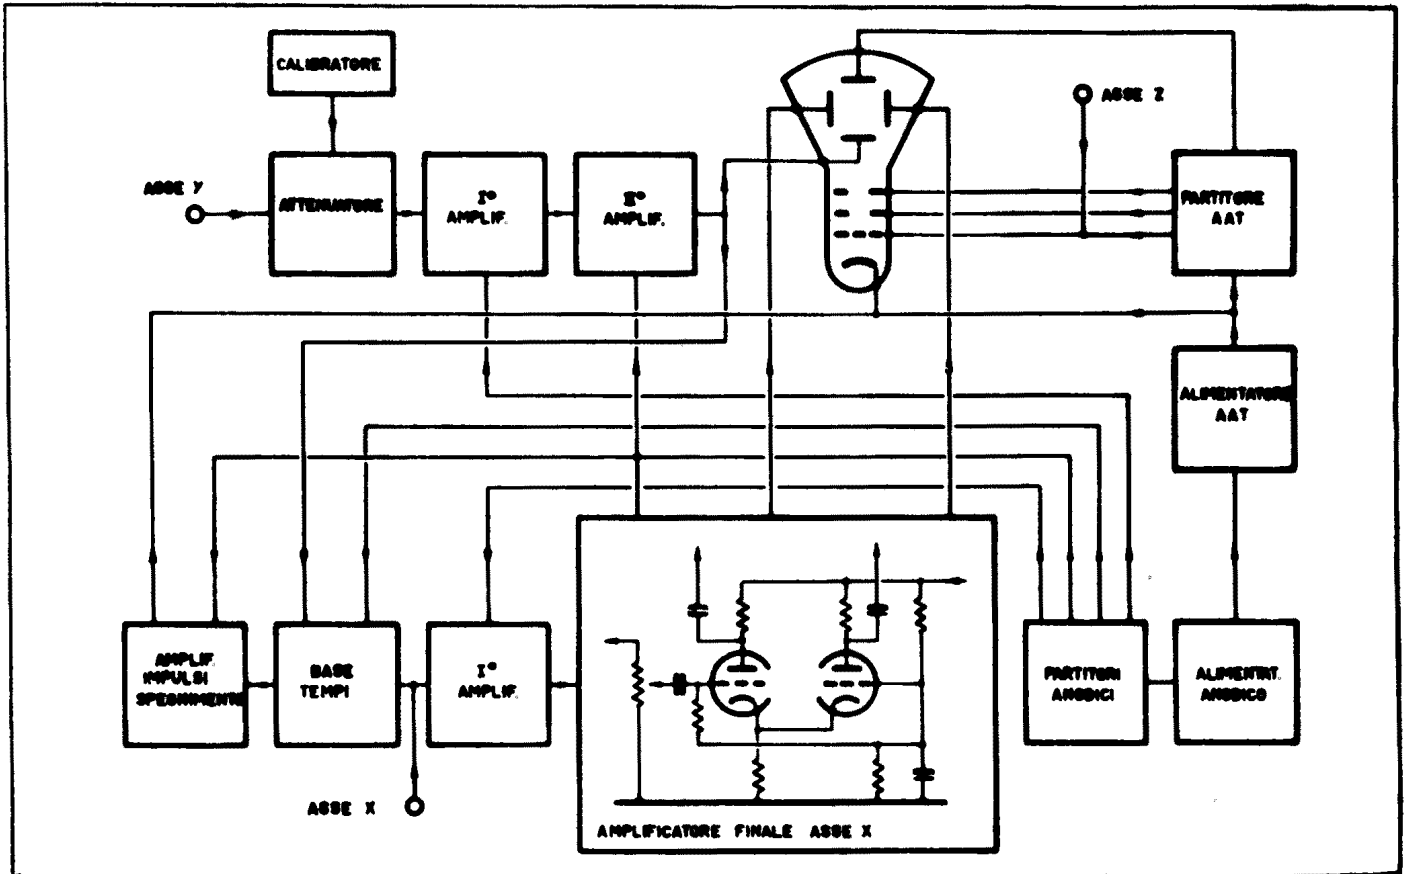 CALIBRATORE
ASSE Z
ASSE Y
ATTENUATORE
I° AMPLIF.
II° AMPLIF.
PARTITORE
AAT
ALIMENTATORE
AAT
AMPLIF.
IMPULSI
SPEGNIMENTO
BASE
TEMPI
I°
AMPLIF.
PARTITORI
ANODICI
ALIMENTAT.
ANODICO
ASSE X
AMPLIFICATORE FINALE ASSE X